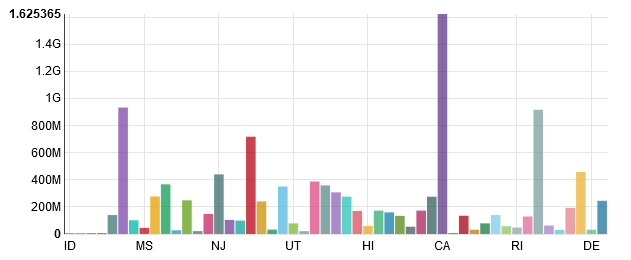 1.625365
1.4G
1.2G
1G
800M
600M
400M
200M
0
ID MS NJ UT HI CA RI DE